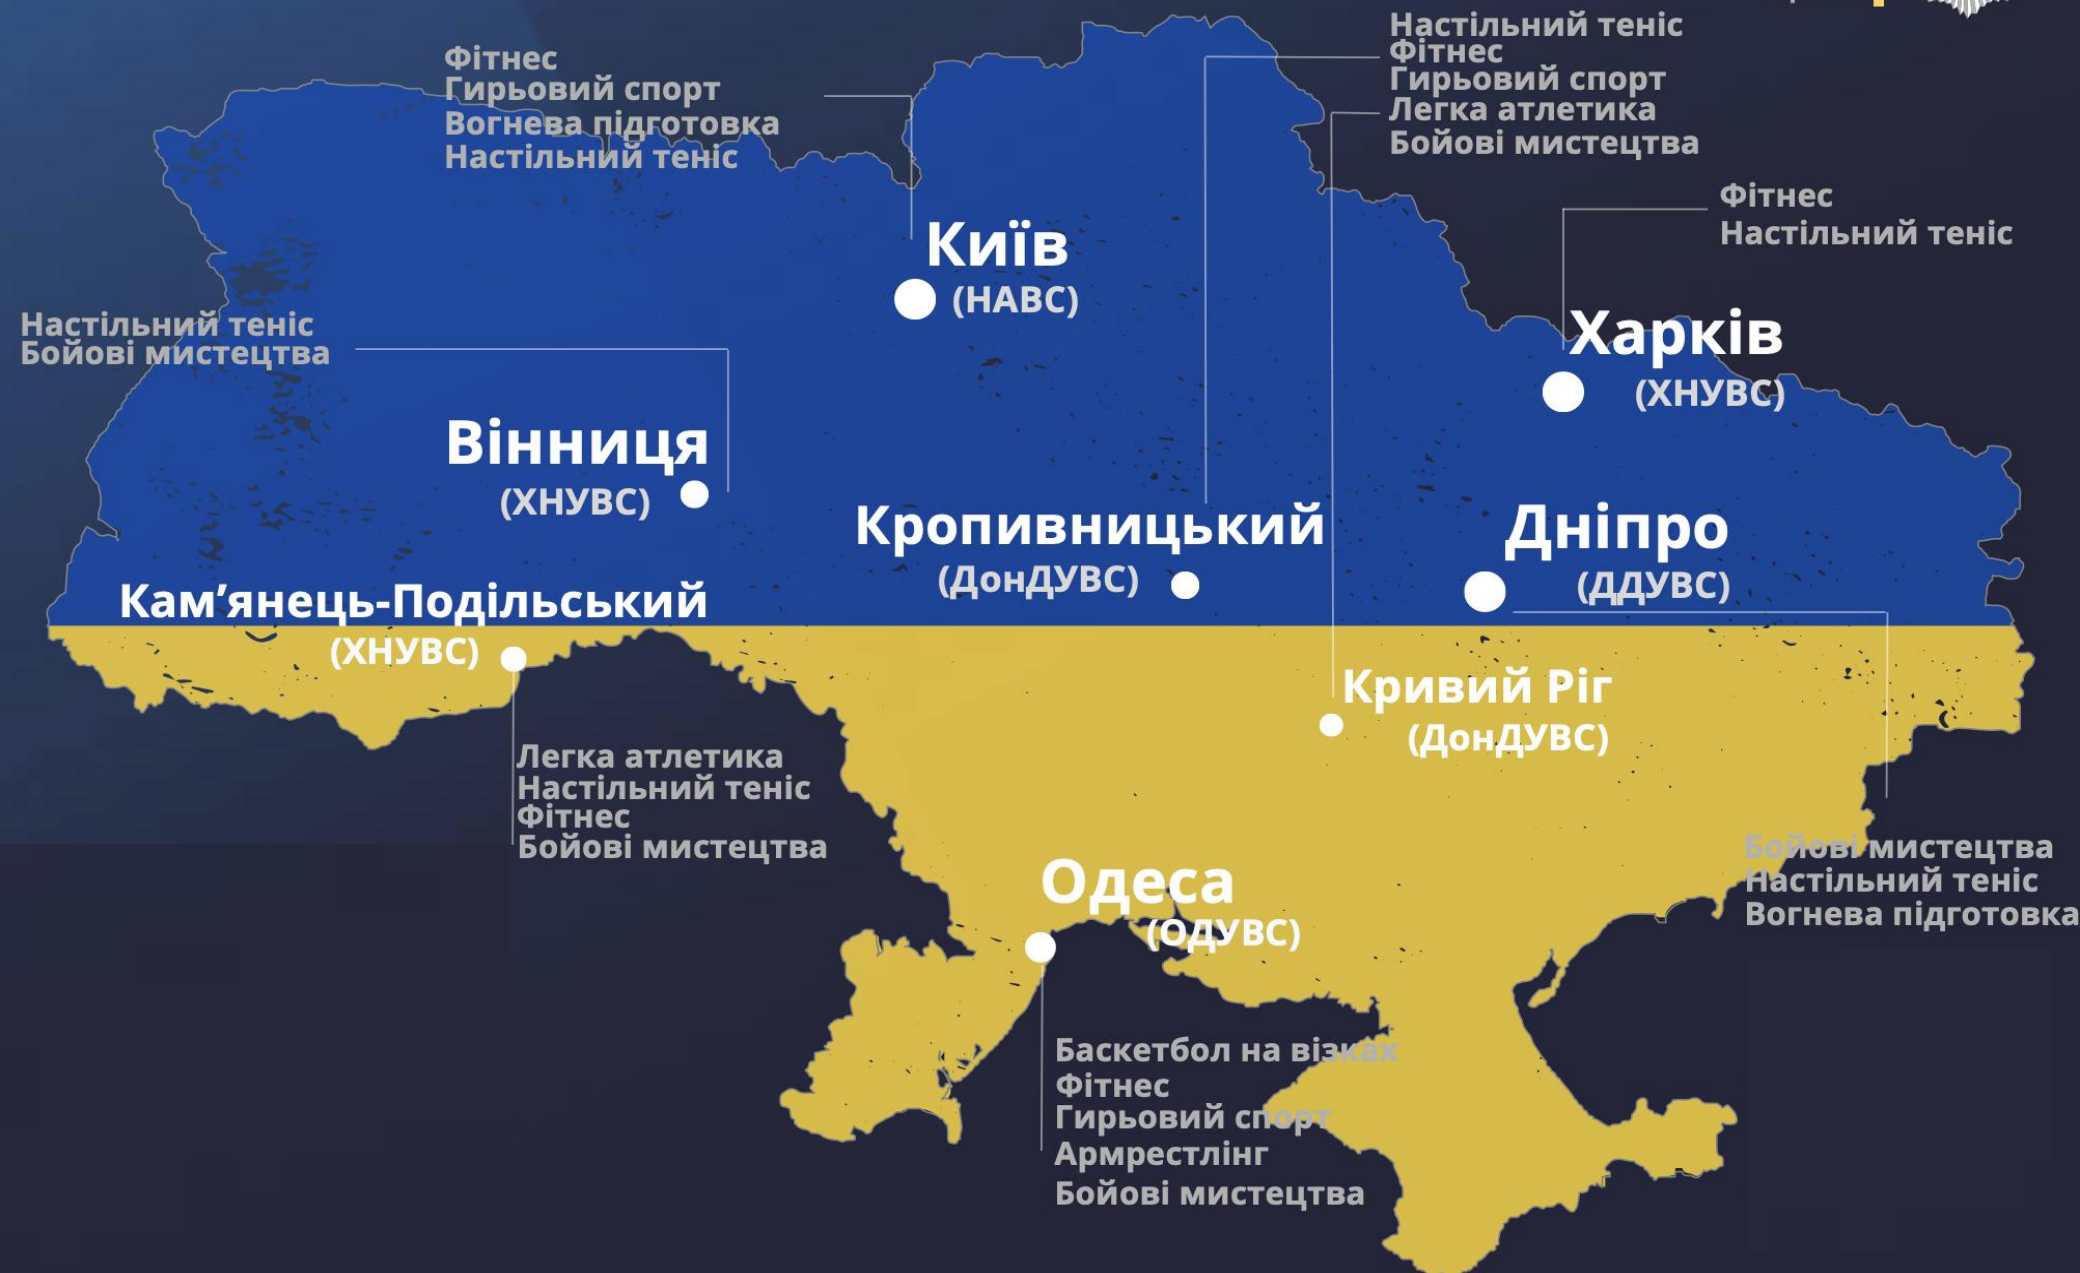 Фітнес
Гирьовий спорт
Вогнева підготовка
Настільний теніс
Настільний теніс
Фітнес
Гирьовий спорт
Легка атлетика
Бойові мистецтва
Фітнес
Настільний теніс
Київ
(НАВС)
Харків
(ХНУВС)
Настільний теніс
Бойові мистецтва
Вінниця
(ХНУВС)
Кропивницький
(ДонДУВС)
Дніпро
(ДДУВС)
Кам’янець-Подільський
(ХНУВС)
Кривий Ріг
(ДонДУВС)
Легка атлетика
Настільний теніс
Фітнес
Бойові мистецтва
Бойові мистецтва
Настільний теніс
Вогнева підготовка
Одеса
(ОДУВС)
Баскетбол на візках
Фітнес
Гирьовий спорт
Армрестлінг
Бойові мистецтва